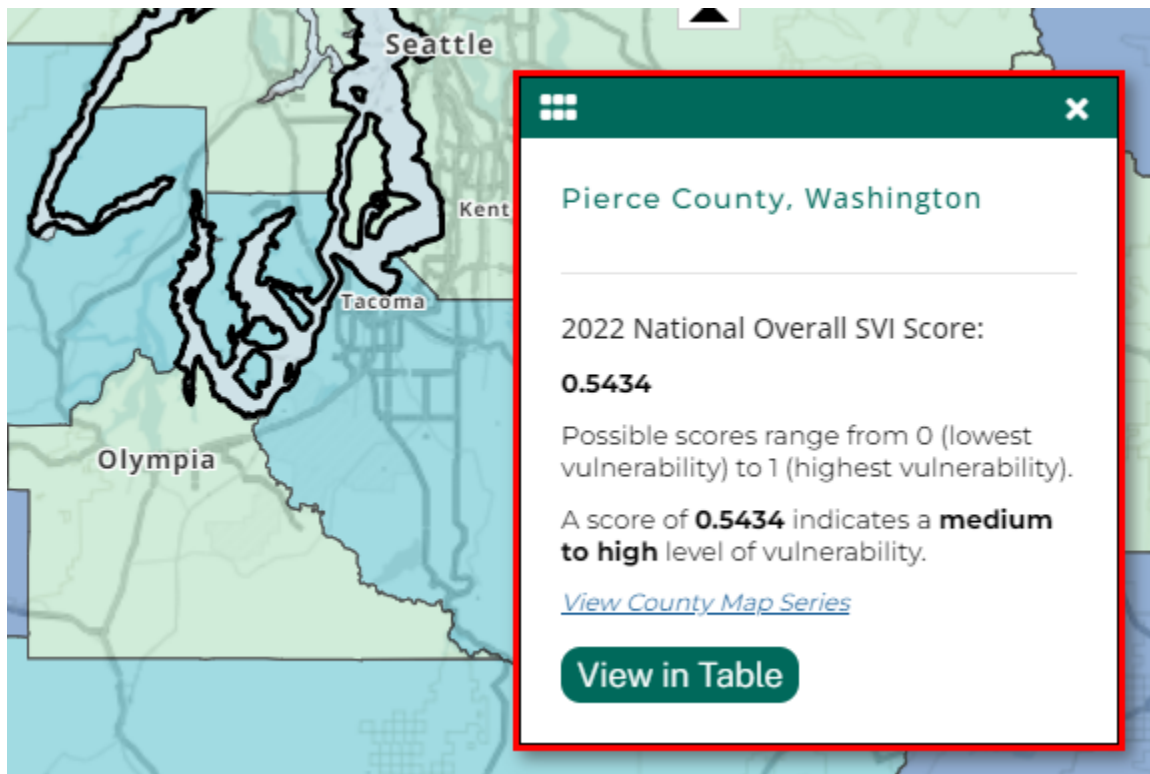 Seattle
Kent
Tacoma
Olympia
Pierce County, Washington
2022 National Overall SVI Score:
0.5434
Possible scores range from 0 (lowest
vulnerability) to 1 (highest vulnerability).
A score of 0.5434 indicates a medium
to high level of vulnerability.
View County Map Series
View in Table